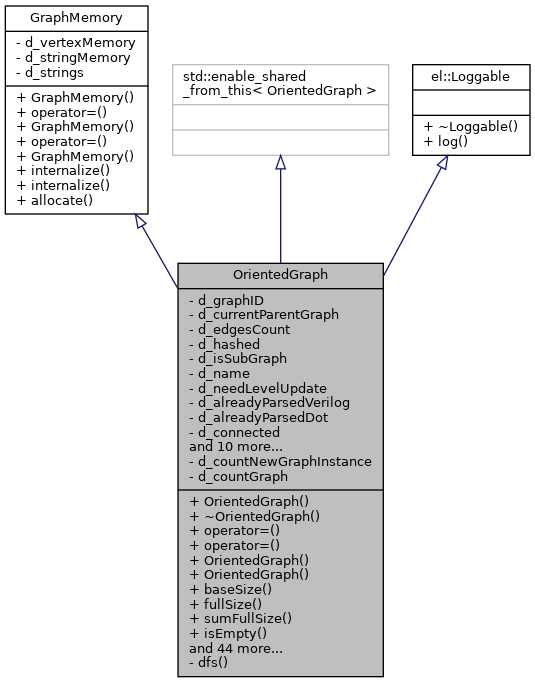 GraphMemory
- d_vertexMemory
- d_stringMemory
- d_strings
+ GraphMemory()
+ operator=()
+ GraphMemory()
+ operator=()
+ GraphMemory()
+ internalize()
+ internalize()
+ allocate()
std::enable_shared
_from_this< OrientedGraph >
el::Loggable
+ ~Loggable()
+ log()
OrientedGraph
- d_graphID
- d_currentParentGraph
- d_edgesCount
- d_hashed
- d_isSubGraph
- d_name
- d_needLevelUpdate
- d_alreadyParsedVerilog
- d_alreadyParsedDot
- d_connected
and 10 more...
- d_countNewGraphInstance
- d_countGraph
+ OrientedGraph()
+ ~OrientedGraph()
+ operator=()
+ operator=()
+ OrientedGraph()
+ OrientedGraph()
+ baseSize()
+ fullSize()
+ sumFullSize()
+ isEmpty()
and 44 more...
- dfs()